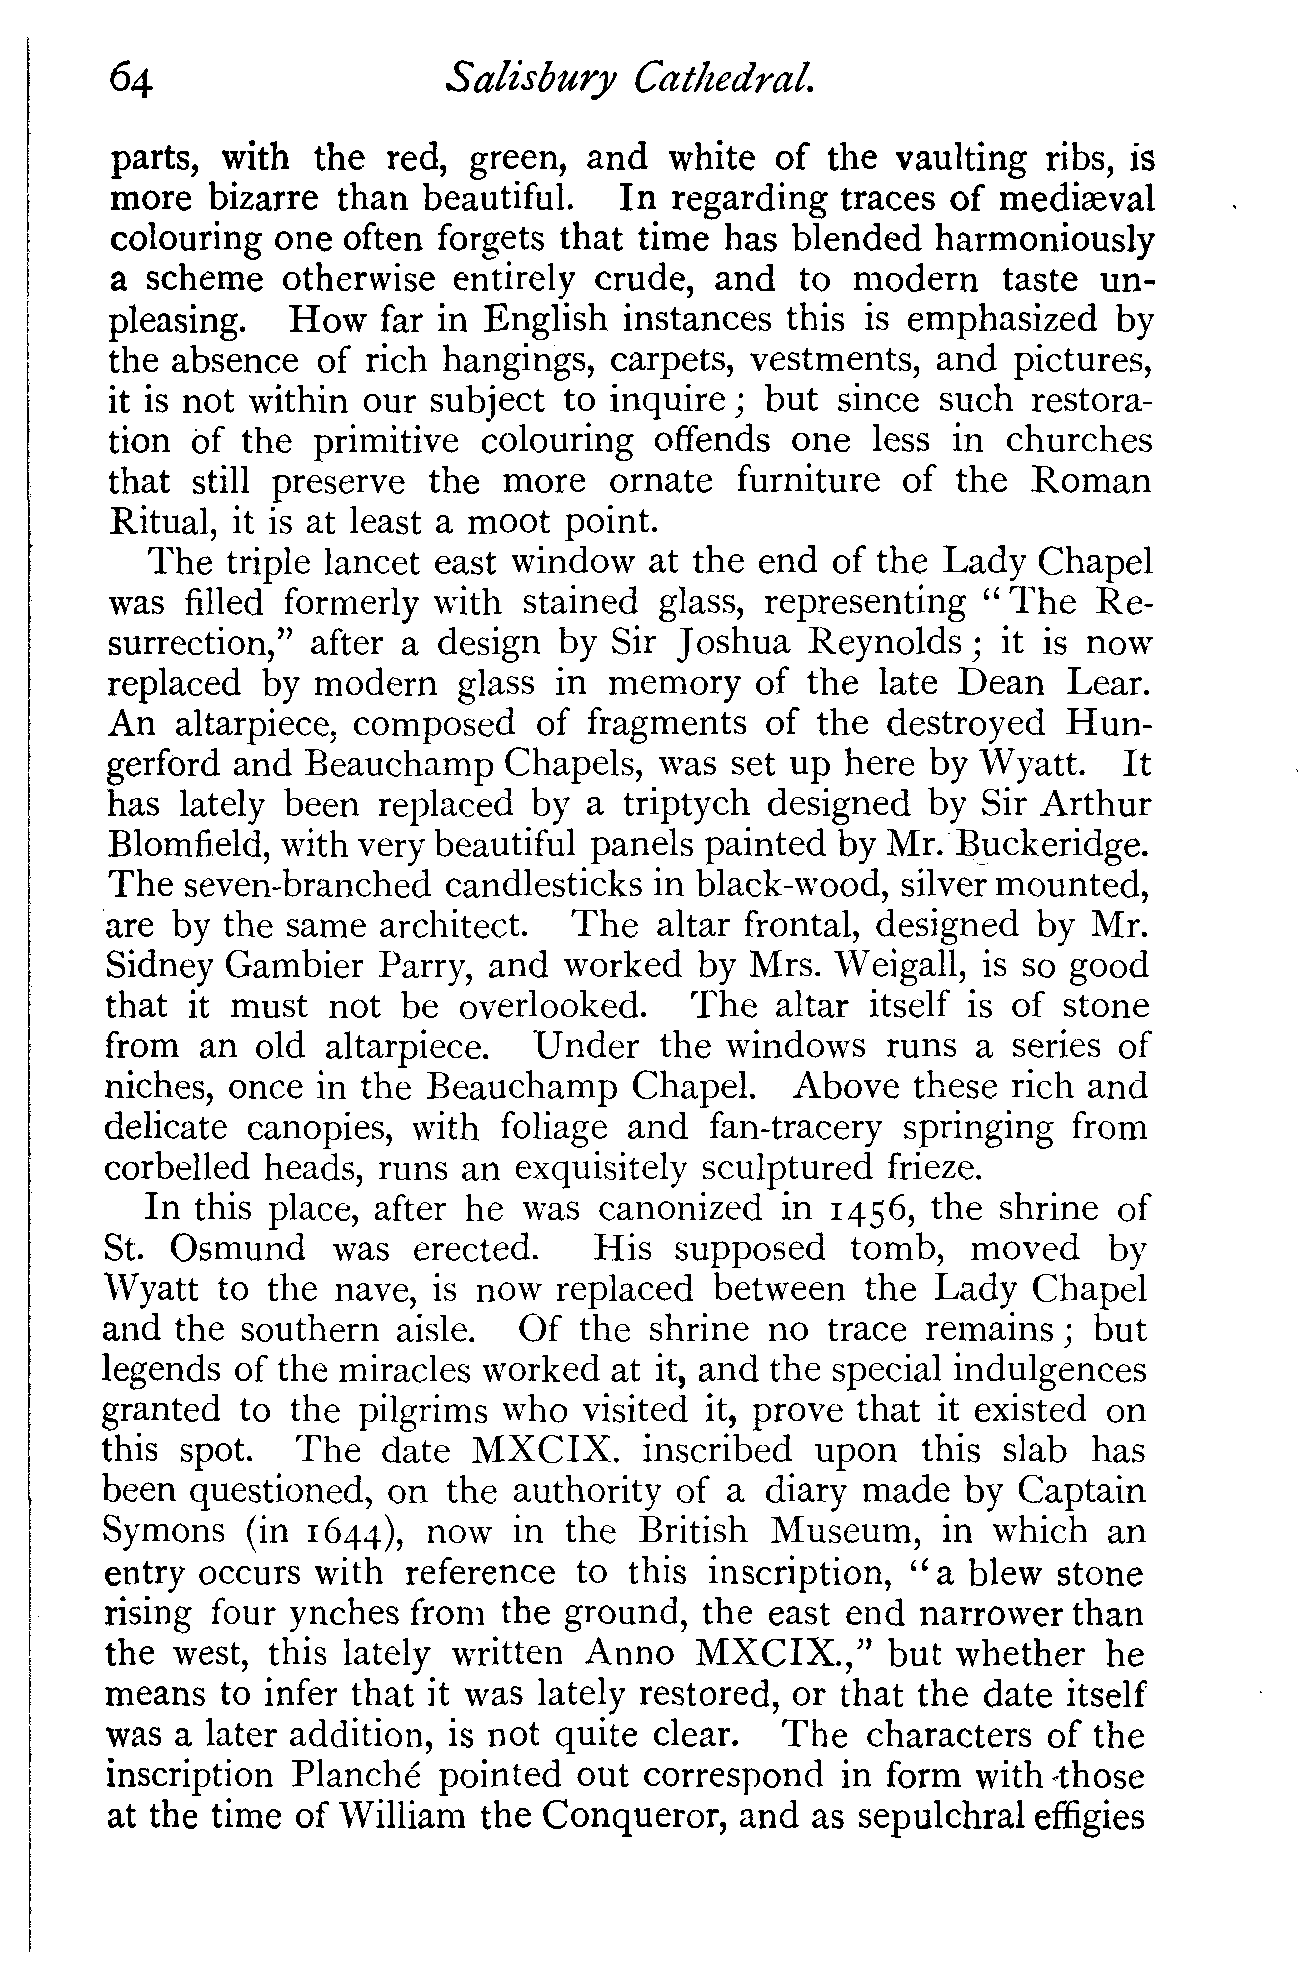 64 Salisbury Cathedral.
parts, with the red, green, and white of the vaulting ribs, is
more bizarre than beautiful. In regarding traces of mediæval
colouring one often forgets that time has blended harmoniously
a scheme otherwise entirely crude, and to modern taste un-
pleasing. How far in English instances this is emphasized by
the absence of rich hangings, carpets, vestments, and pictures,
it is not within our subject to inquire; but since such restora-
tion of the primitive colouring offends one less in churches
that still preserve the more ornate furniture of the Roman
Ritual, it is at least a moot point.
The triple lancet east window at the end of the Lady Chapel
was filled formerly with stained glass, representing "The Re-
surrection," after a design by Sir Joshua Reynolds; it is now
replaced by modern glass in memory of the late Dean Lear.
An altarpiece, composed of fragments of the destroyed Hun-
gerford and Beauchamp Chapels, was set up here by Wyatt. It
has lately been replaced by a triptych designed by Sir Arthur
Blomfield, with very beautiful panels painted by Mr. Buckeridge.
The seven-branched candlesticks in black-wood, silver mounted,
are by the same architect. The altar frontal, designed by Mr.
Sidney Gambier Parry, and worked by Mrs. Weigall, is so good
that it must not be overlooked. The altar itself is of stone
from an old altarpiece. Under the windows runs a series of
niches, once in the Beauchamp Chapel. Above these rich and
delicate canopies, with foliage and fan-tracery springing from
corbelled heads, runs an exquisitely sculptured frieze.
In this place, after he was canonized in 1456, the shrine of
St. Osmund was erected. His supposed tomb, moved by
Wyatt to the nave, is now replaced between the Lady Chapel
and the southern aisle. Of the shrine no trace remains; but
legends of the miracles worked at it, and the special indulgences
granted to the pilgrims who visited it, prove that it existed on
this spot. The date MXCIX. inscribed upon this slab has
been questioned, on the authority of a diary made by Captain
Symons (in 1644), now in the British Museum, in which an
entry occurs with reference to this inscription, "a blew stone
rising four ynches from the ground, the east end narrower than
the west, this lately written Anno MXCIX.," but whether he
means to infer that it was lately restored, or that the date itself
was a later addition, is not quite clear. The characters of the
inscription Planché pointed out correspond in form with those
at the time of William the Conqueror, and as sepulchral effigies